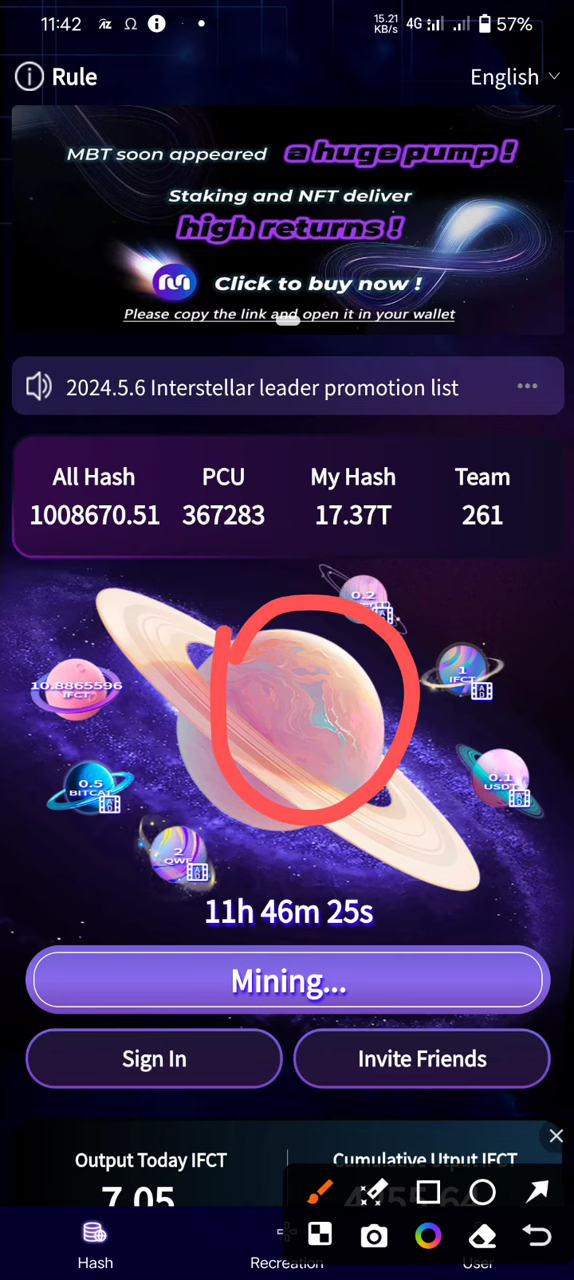 11:42
15.21
KB/s
4G
57%
Rule
English
MBT soon appeared a huge pump !
Staking and NFT deliver
high returns !
Click to buy now !
Please copy the link and open it in your wallet
2024.5.6 Interstellar leader promotion list
All Hash PCU My Hash Team
1008670.51 367283 17.37T 261
0.2
1
IFCT
10.8865596
IFCT
0.1
USDT
0.5
BITCAT
2
QWE
11h 46m 25s
Mining...
Sign In Invite Friends
Output Today IFCT Cumulative Utput IFCT
7.05
Hash Recreation User